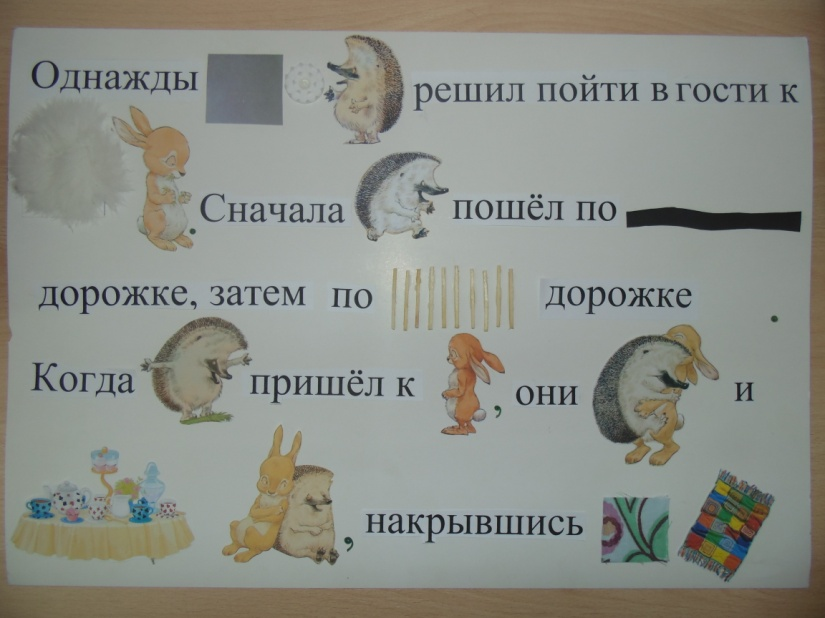 Однажды решил пойти в гости к
. Сначала пошёл по
дорожке, затем по дорожке .
Когда пришёл к , они и
, накрывшись